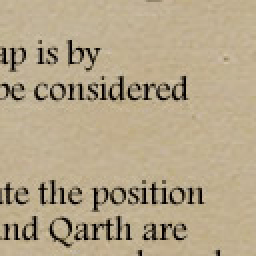 ap is by
be considered
ate the position
and Qarth are